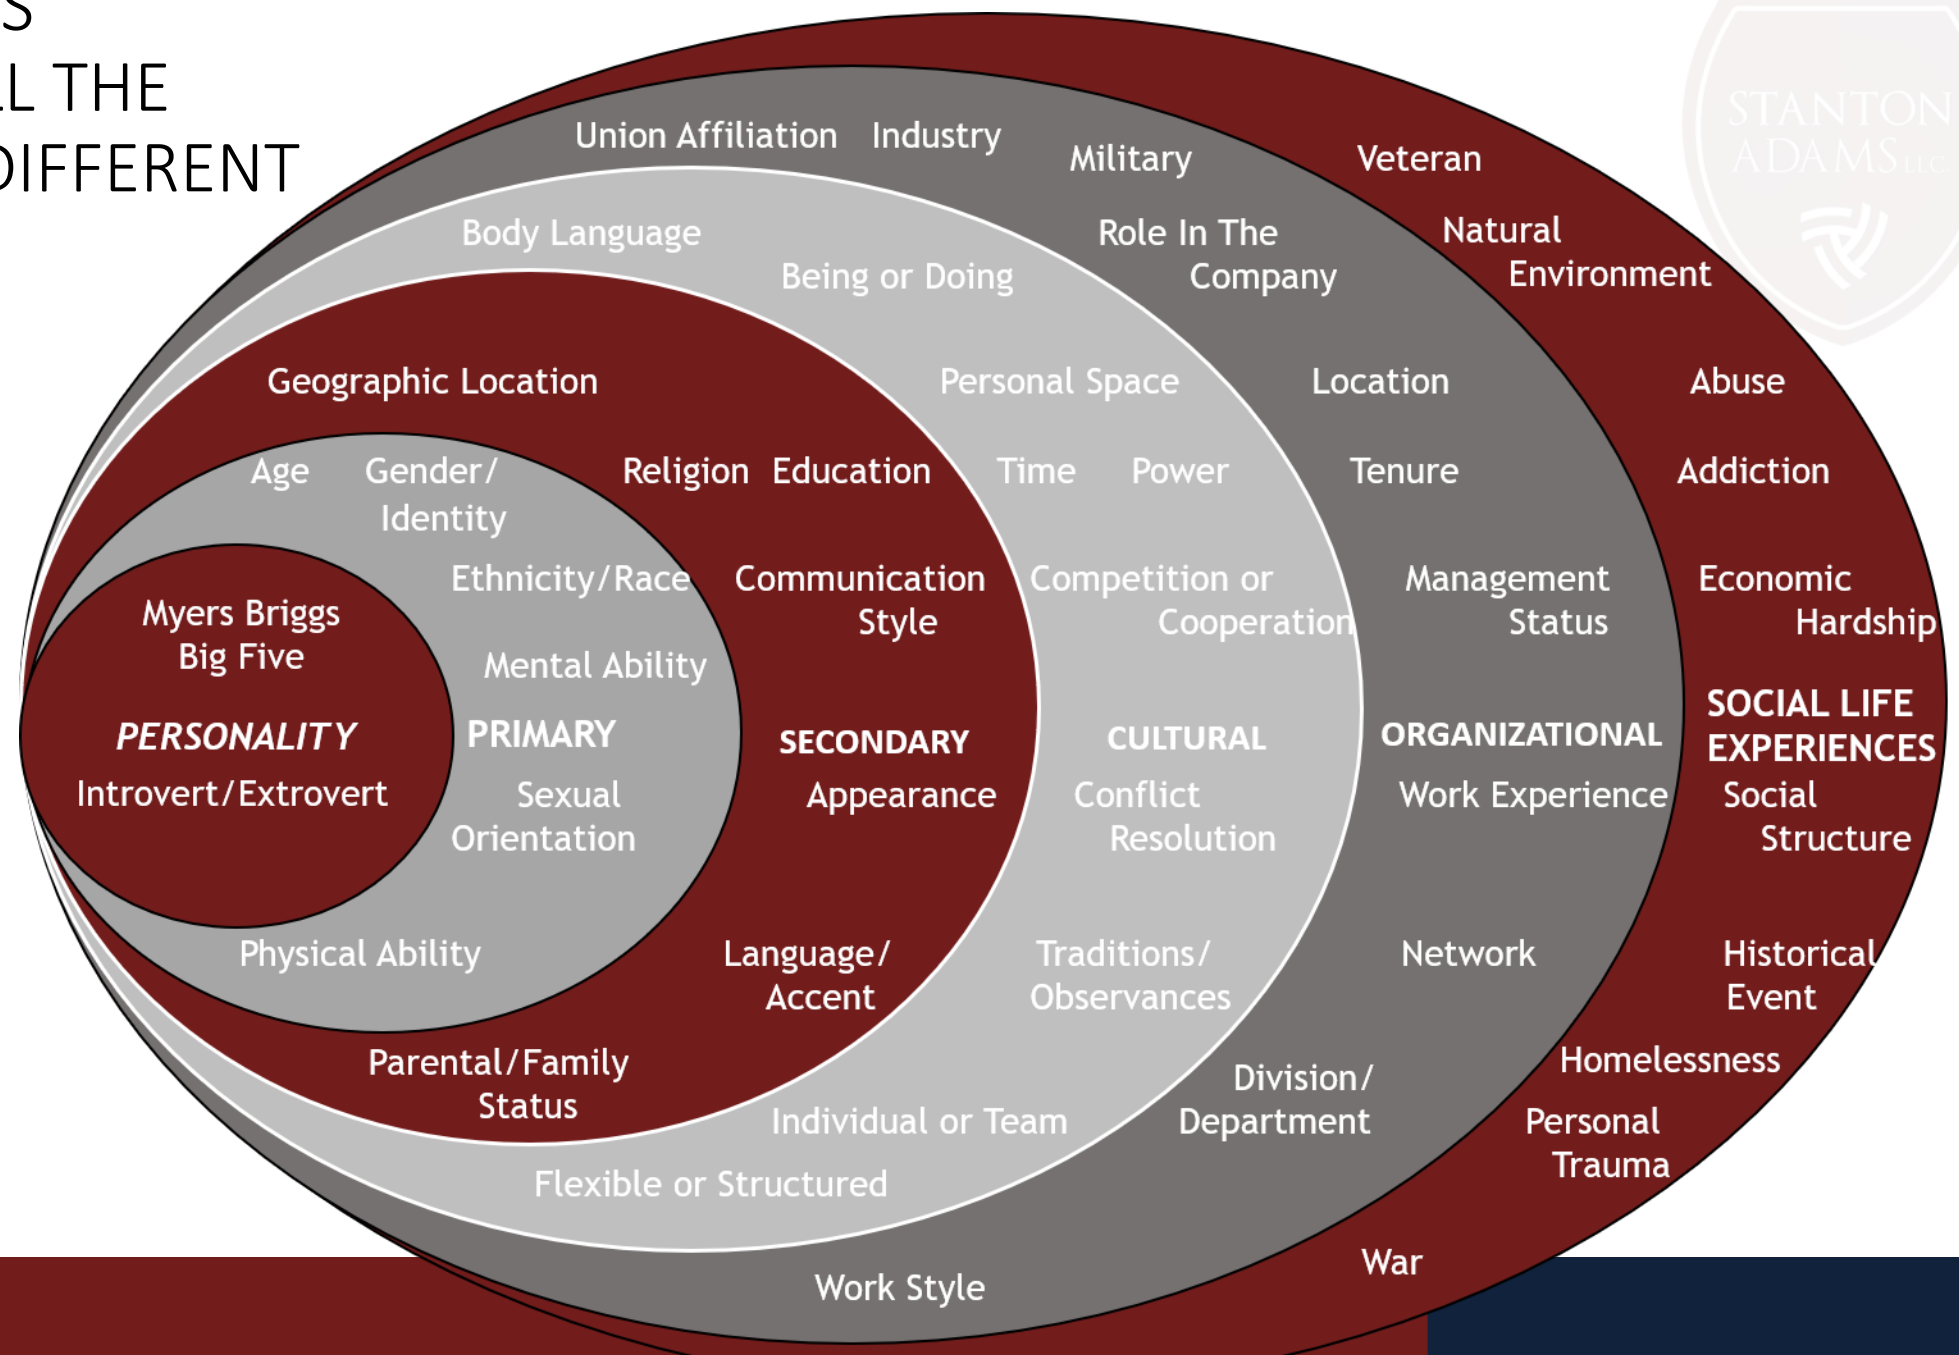 S
LL THE
DIFFERENT
STANTON
ADAMS LLC
Union Affiliation
Industry
Military
Veteran
Body Language
Role In The
Company
Natural
Environment
Being or Doing
Geographic Location
Personal Space
Location
Abuse
Age
Gender/
Identity
Religion
Education
Time
Power
Tenure
Addiction
Ethnicity/Race
Communication
Style
Competition or
Cooperation
Management
Status
Economic
Hardship
Myers Briggs
Big Five
Mental Ability
PERSONALITY
PRIMARY
SECONDARY
CULTURAL
ORGANIZATIONAL
SOCIAL LIFE
EXPERIENCES
Introvert/Extrovert
Sexual
Orientation
Appearance
Conflict
Resolution
Work Experience
Social
Structure
Physical Ability
Language/
Accent
Traditions/
Observances
Network
Historical
Event
Parental/Family
Status
Homelessness
Division/
Department
Individual or Team
Personal
Trauma
Flexible or Structured
War
Work Style